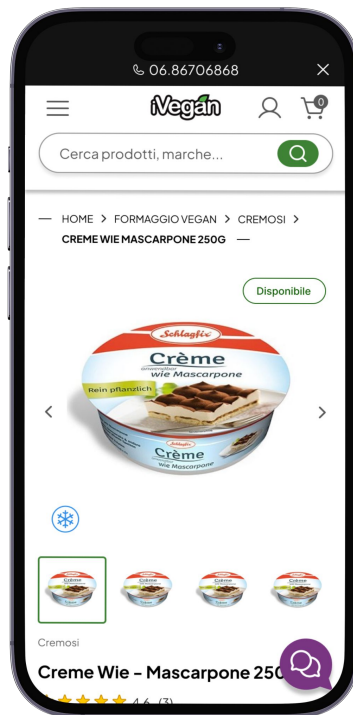 06.86706868
iVegan
0
Cerca prodotti, marche...
HOME > FORMAGGIO VEGAN > CREMOSI >
CREME WIE MASCARPONE 250G
Disponibile
Schlagfix
Crème
anwendbar
wie Mascarpone
Rein pflanzlich
Schlagfix
Crème
wie Mascarpone
Cremosi
Creme Wie - Mascarpone 250
4.6 (3)